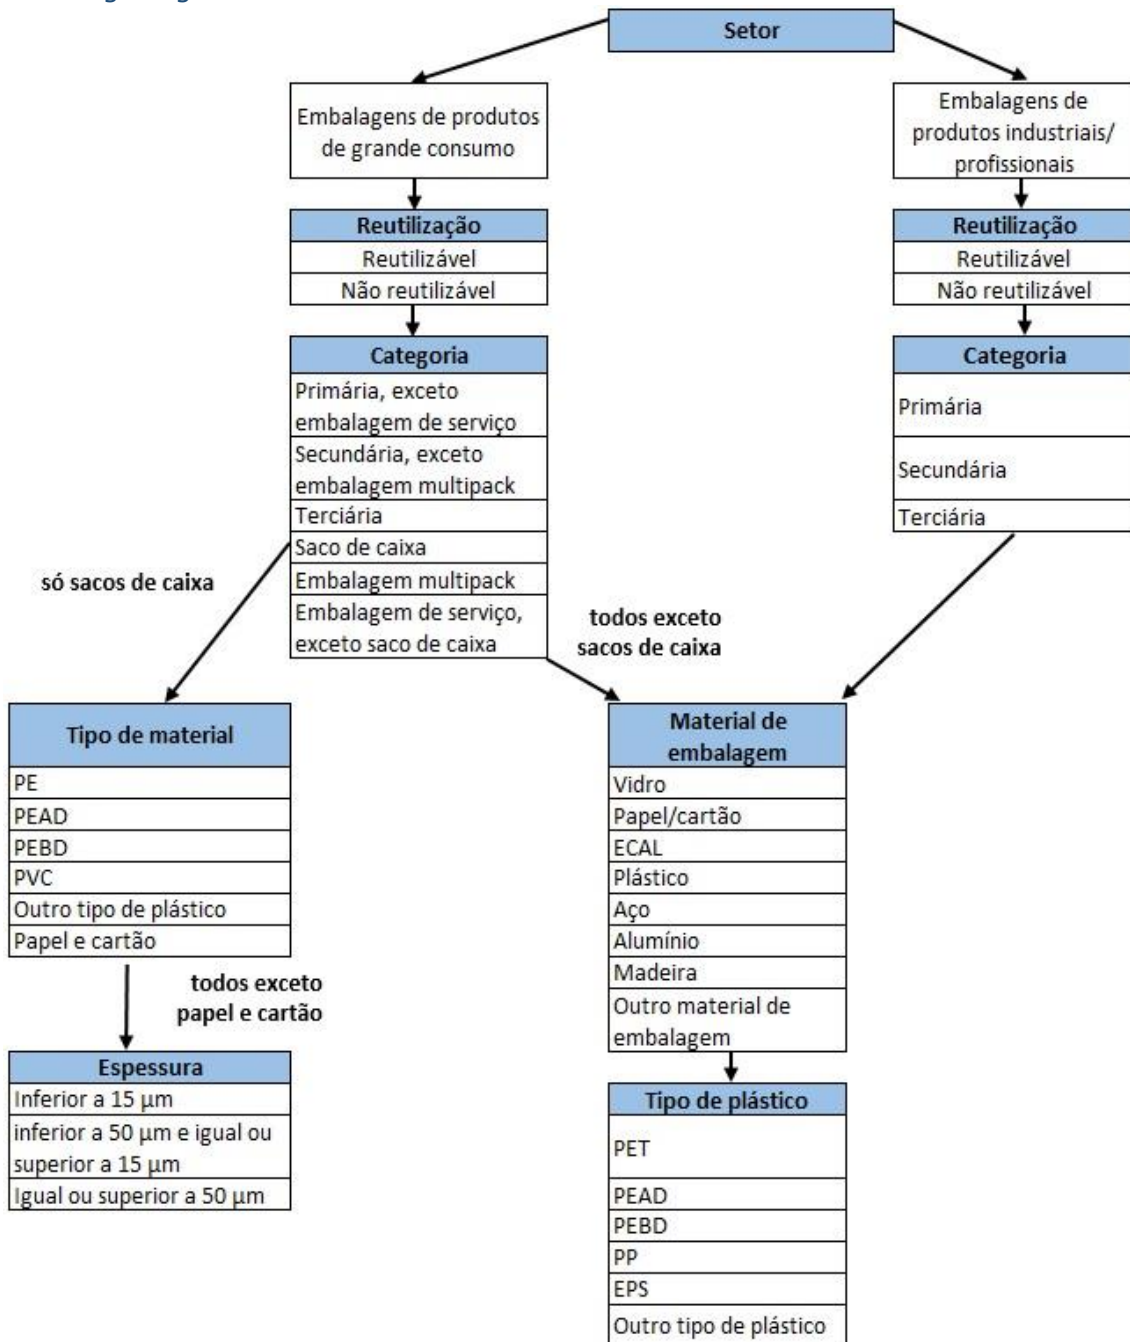 Setor
Embalagens de produtos
de grande consumo
Embalagens de
produtos industriais/
profissionais
Reutilização
Reutilizável
Não reutilizável
Reutilização
Reutilizável
Não reutilizável
Categoria
Primária, exceto
embalagem de serviço
Secundária, exceto
embalagem multipack
Terciária
Saco de caixa
Embalagem multipack
Embalagem de serviço,
exceto saco de caixa
Categoria
Primária
Secundária
Terciária
só sacos de caixa
todos exceto
sacos de caixa
Tipo de material
PE
PEAD
PEBD
PVC
Outro tipo de plástico
Papel e cartão
todos exceto
papel e cartão
Espessura
Inferior a 15 µm
inferior a 50 µm e igual ou
superior a 15 µm
Igual ou superior a 50 µm
Material de
embalagem
Vidro
Papel/cartão
ECAL
Plástico
Aço
Alumínio
Madeira
Outro material de
embalagem
Tipo de plástico
PET
PEAD
PEBD
PP
EPS
Outro tipo de plástico